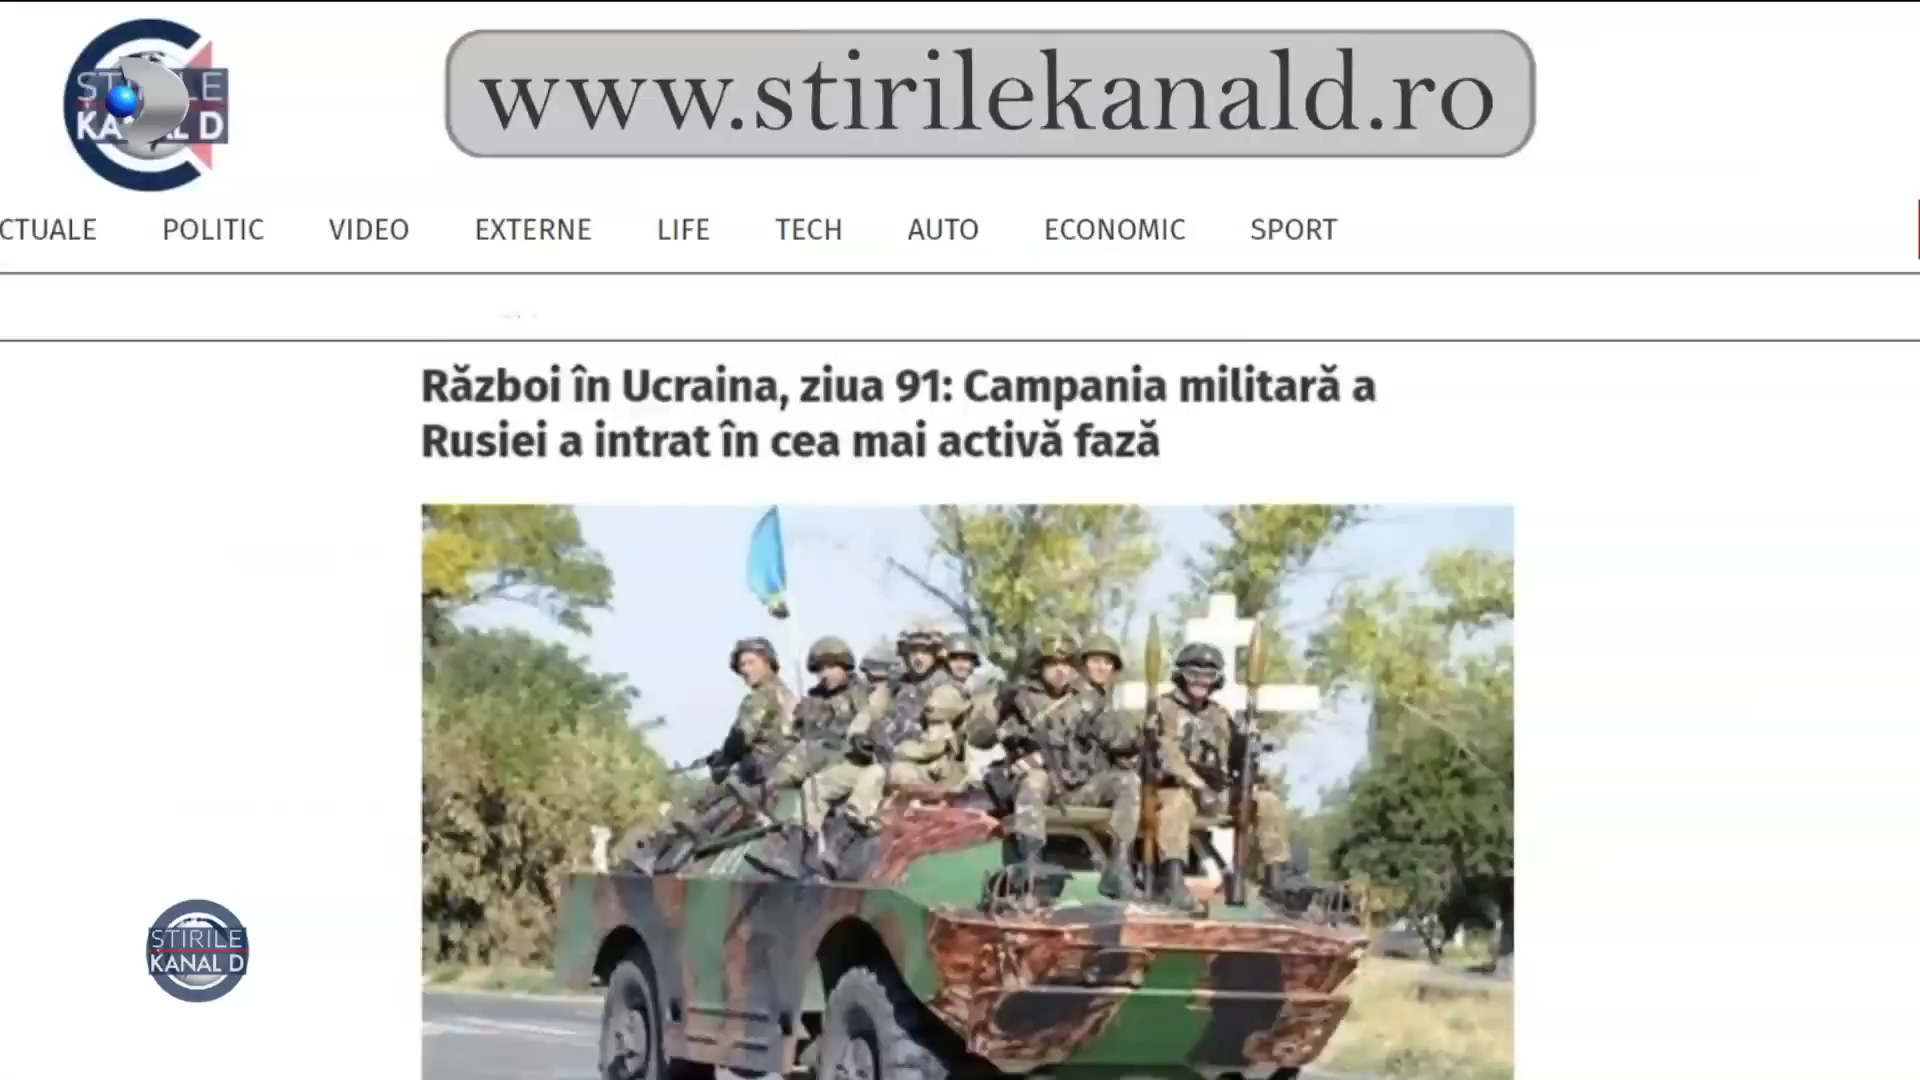 www.stirilekanald.ro
CTUALE POLITIC VIDEO EXTERNE LIFE TECH AUTO ECONOMIC SPORT
Război în Ucraina, ziua 91: Campania militară a
Rusiei a intrat în cea mai activă fază
ȘTIRILE
KANAL D